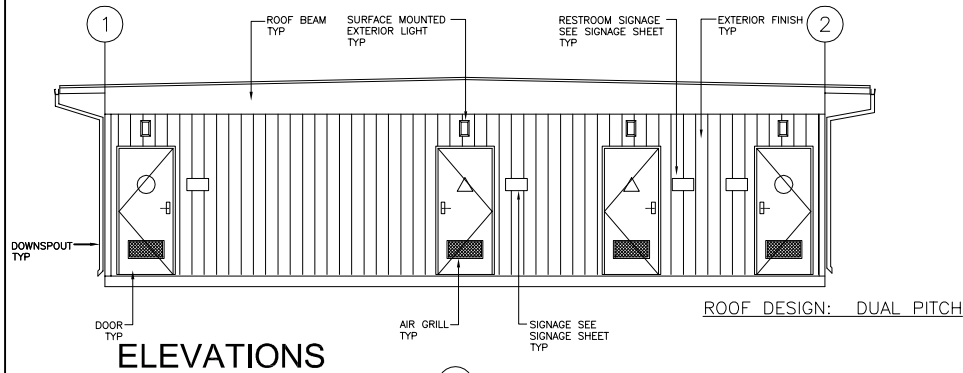 1
ROOF BEAM
TYP
SURFACE MOUNTED
EXTERIOR LIGHT
TYP
RESTROOM SIGNAGE
SEE SIGNAGE SHEET
TYP
EXTERIOR FINISH
TYP
2
DOWNSPOUT
TYP
DOOR
TYP
AIR GRILL
TYP
SIGNAGE SEE
SIGNAGE SHEET
TYP
ROOF DESIGN: DUAL PITCH
ELEVATIONS